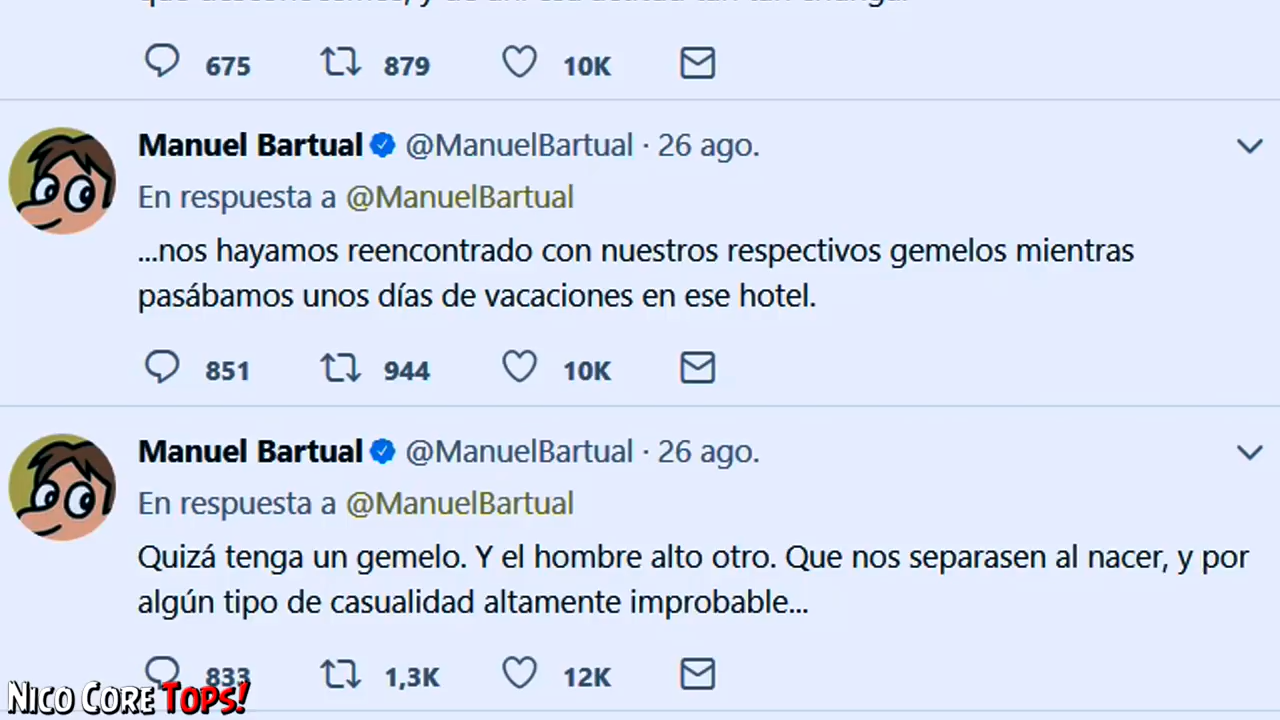 675 879 10K
Manuel Bartual @ManuelBartual · 26 ago.
En respuesta a @ManuelBartual
...nos hayamos reencontrado con nuestros respectivos gemelos mientras
pasábamos unos días de vacaciones en ese hotel.
851 944 10K
Manuel Bartual @ManuelBartual · 26 ago.
En respuesta a @ManuelBartual
Quizá tenga un gemelo. Y el hombre alto otro. Que nos separasen al nacer, y por
algún tipo de casualidad altamente improbable...
833 1,3K 12K
Nico Core Tops!